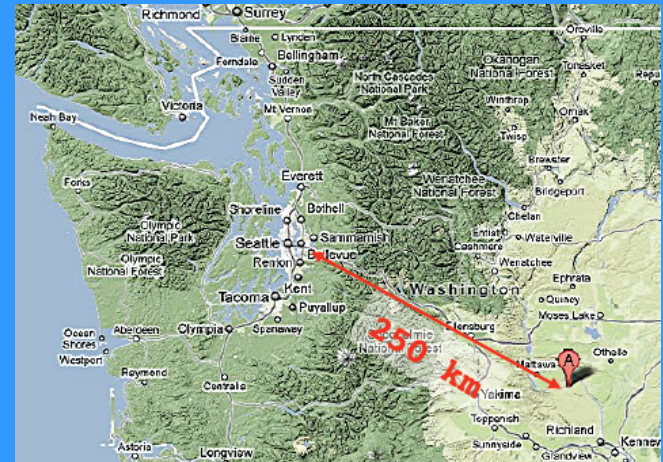 Richmond
Surrey
Blaine
Lynden
Ferndale
Bellingham
Sudden
Valley
Oroville
Okanogan
National Forest
Tonasket
Repu
North Cascades
National Park
Victoria
Mt Vernon
Winthrop
Omak
Neah Bay
Mt Baker
National Forest
Twisp
Brewster
Forks
Everett
Wenatchee
National Forest
Bridgeport
Chelan
Shoreline
Bothell
Olympic
National Park
Seattle
Sammamish
Entiat
Waterville
Cashmere
Bellevue
Olympic
National Forest
Renton
Wenatchee
Kent
Washington
Ephrata
Tacoma
Puyallup
Quincy
Moses Lake
Ocean
Shores
Aberdeen
Olympia
Spanaway
250 km
Westport
National
A
Othello
Mattawa
Raymond
Centralia
Yakima
Toppenish
Richland
Sunnyside
Kennew
Astoria
Longview
Grandview